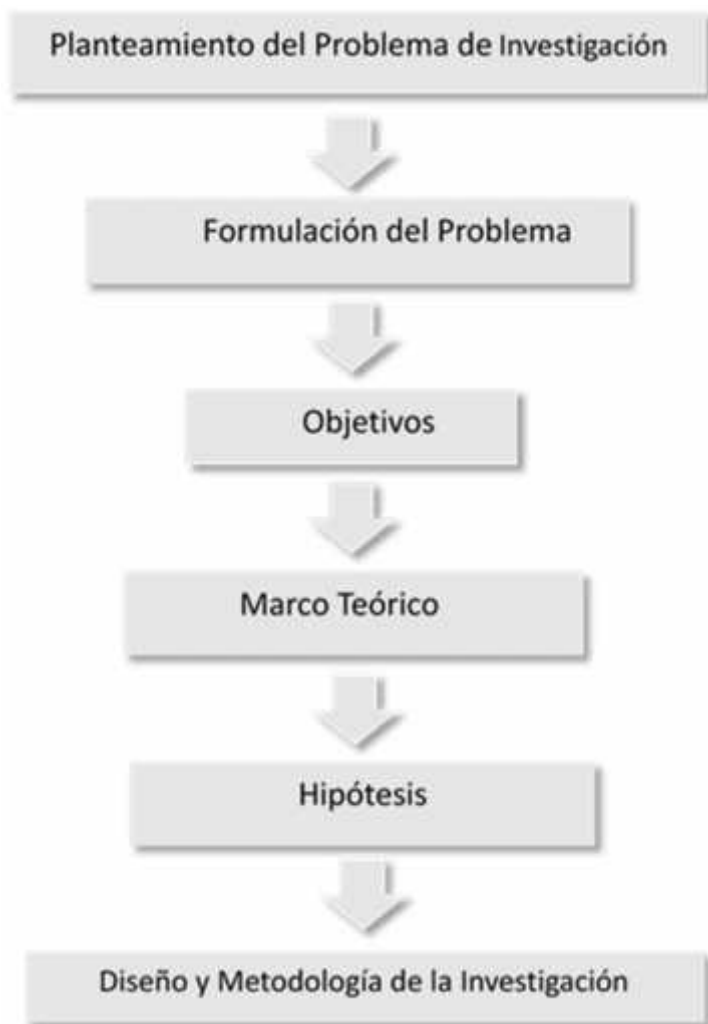 Planteamiento del Problema de Investigación
Formulación del Problema
Objetivos
Marco Teórico
Hipótesis
Diseño y Metodología de la Investigación